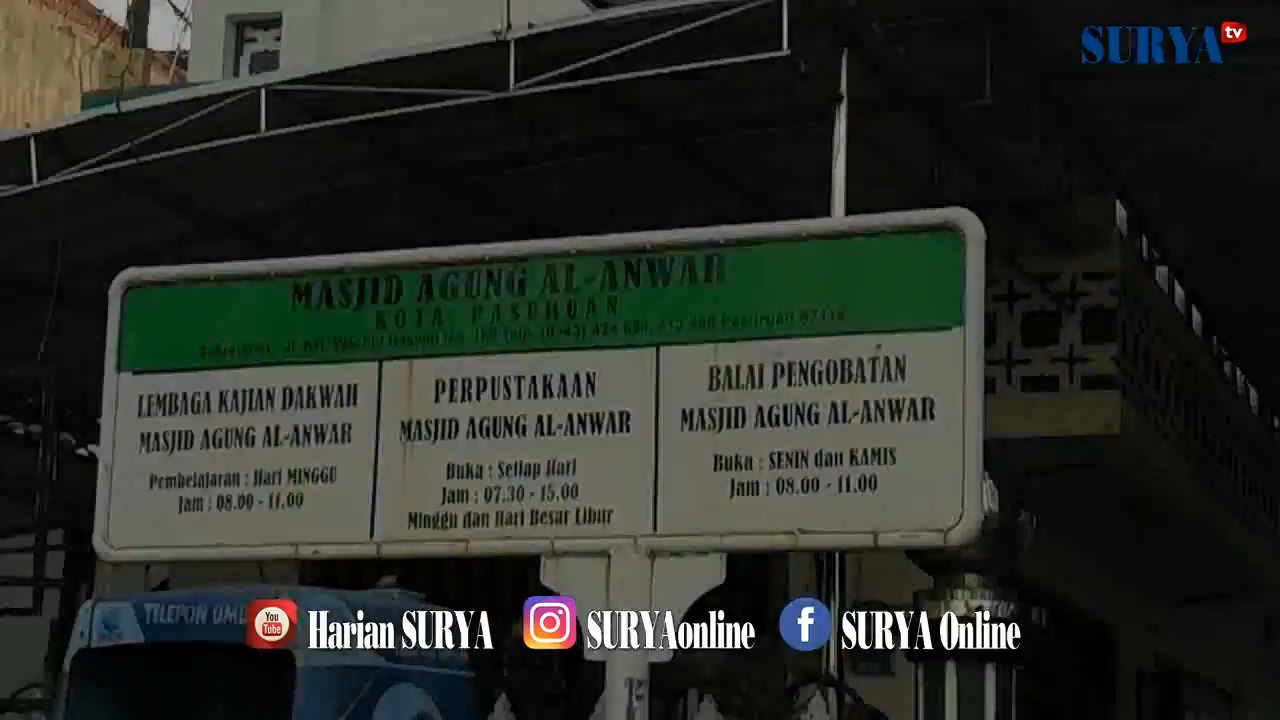 SURYA tv
MASJID AGUNG AL-ANWAR
KOTA PASURUAN
LEMBAGA KAJIAN DAKWAH
MASJID AGUNG AL-ANWAR
Pembelajaran : Hari MINGGU
Jam : 08.00 - 11.00
PERPUSTAKAAN
MASJID AGUNG AL-ANWAR
Buka : Setiap Hari
Jam : 07.30 - 15.00
Minggu dan Hari Besar Libur
BALAI PENGOBATAN
MASJID AGUNG AL-ANWAR
Buka : SENIN dan KAMIS
Jam : 08.00 - 11.00
TELEPON
You Tube Harian SURYA
SURYAonline
f SURYA Online